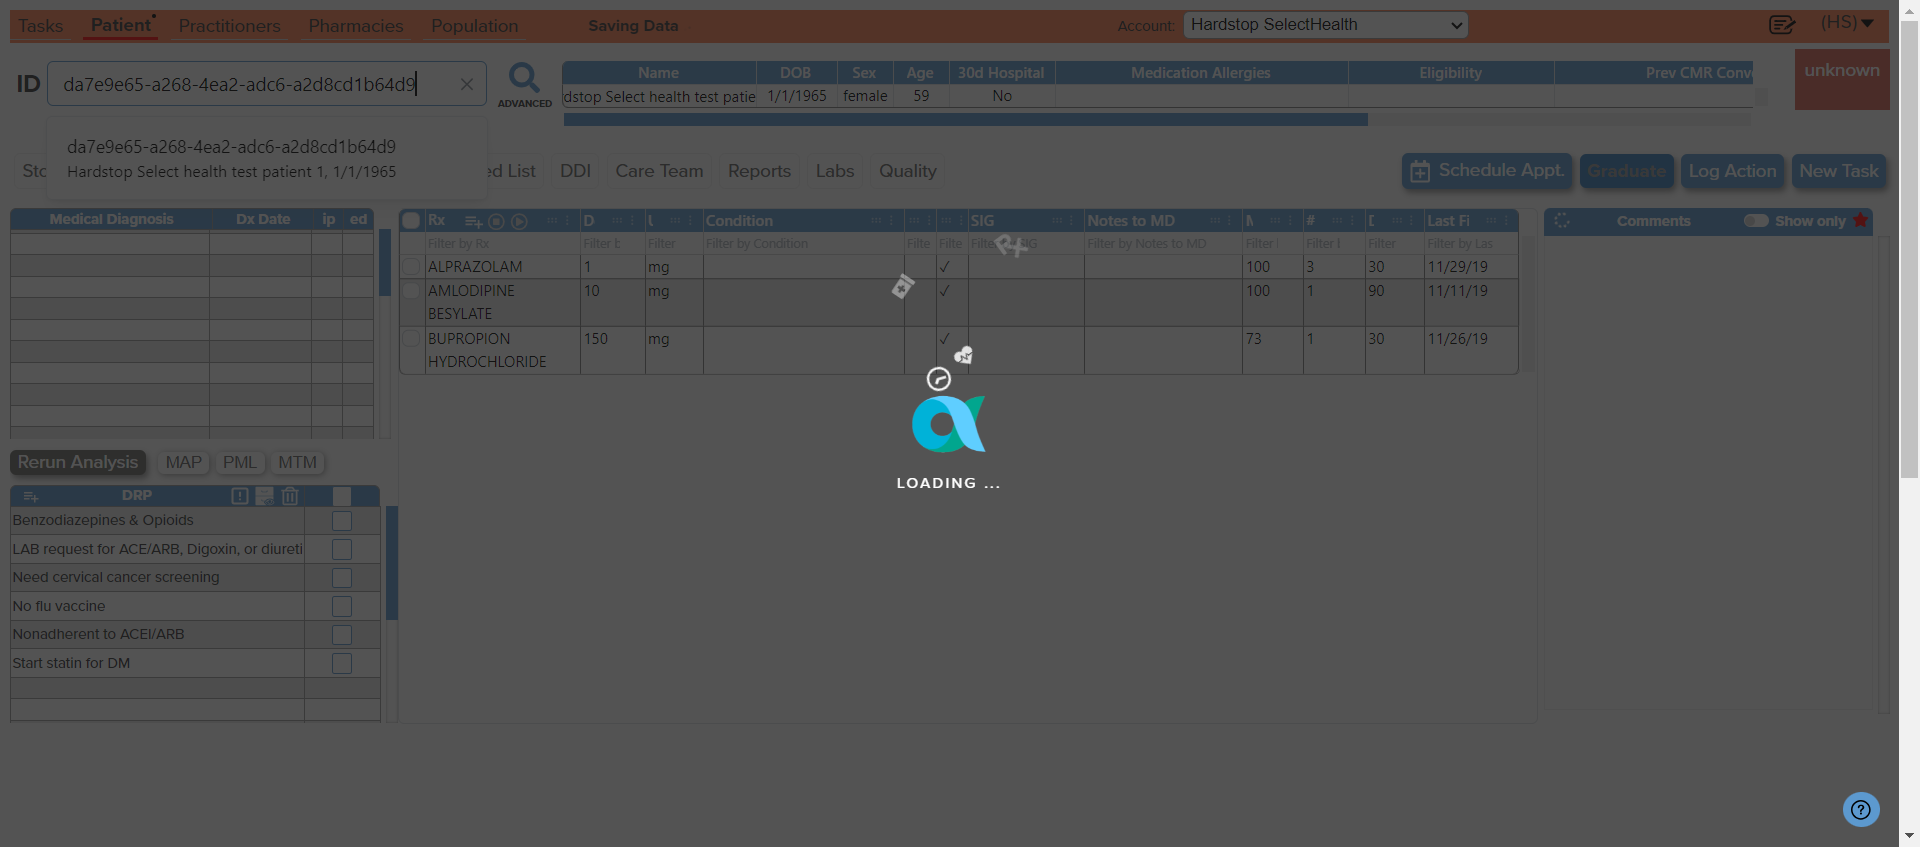 Tasks
Patient
Practitioners
Pharmacies
Population
Saving Data
Account:
Hardstop SelectHealth
(HS)
ID
da7e9e65-a268-4ea2-adc6-a2d8cd1b64d9
ADVANCED
Name DOB Sex Age 30d Hospital Medication Allergies Eligibility Prev CMR Conv
dstop Select health test patie 1/1/1965 female 59 No
unknown
da7e9e65-a268-4ea2-adc6-a2d8cd1b64d9
Hardstop Select health test patient 1, 1/1/1965
Sto
ed List
DDI
Care Team
Reports
Labs
Quality
Schedule Appt.
Graduate
Log Action
New Task
Medical Diagnosis Dx Date ip ed
Rx D Condition SIG Notes to MD # Last Fi
Filter by Rx Filter Filter Filter by Condition Filte Filte Filte Filter by Notes to MD Filter Filter Filter Filter by Las
ALPRAZOLAM 1 mg ✓ 100 3 30 11/29/19
AMLODIPINE BESYLATE 10 mg ✓ 100 1 90 11/11/19
BUPROPION HYDROCHLORIDE 150 mg ✓ 73 1 30 11/26/19
Comments
Show only
Rx
LOADING ...
Rerun Analysis
MAP
PML
MTM
DRP
Benzodiazepines & Opioids
LAB request for ACE/ARB, Digoxin, or diureti
Need cervical cancer screening
No flu vaccine
Nonadherent to ACEI/ARB
Start statin for DM
?